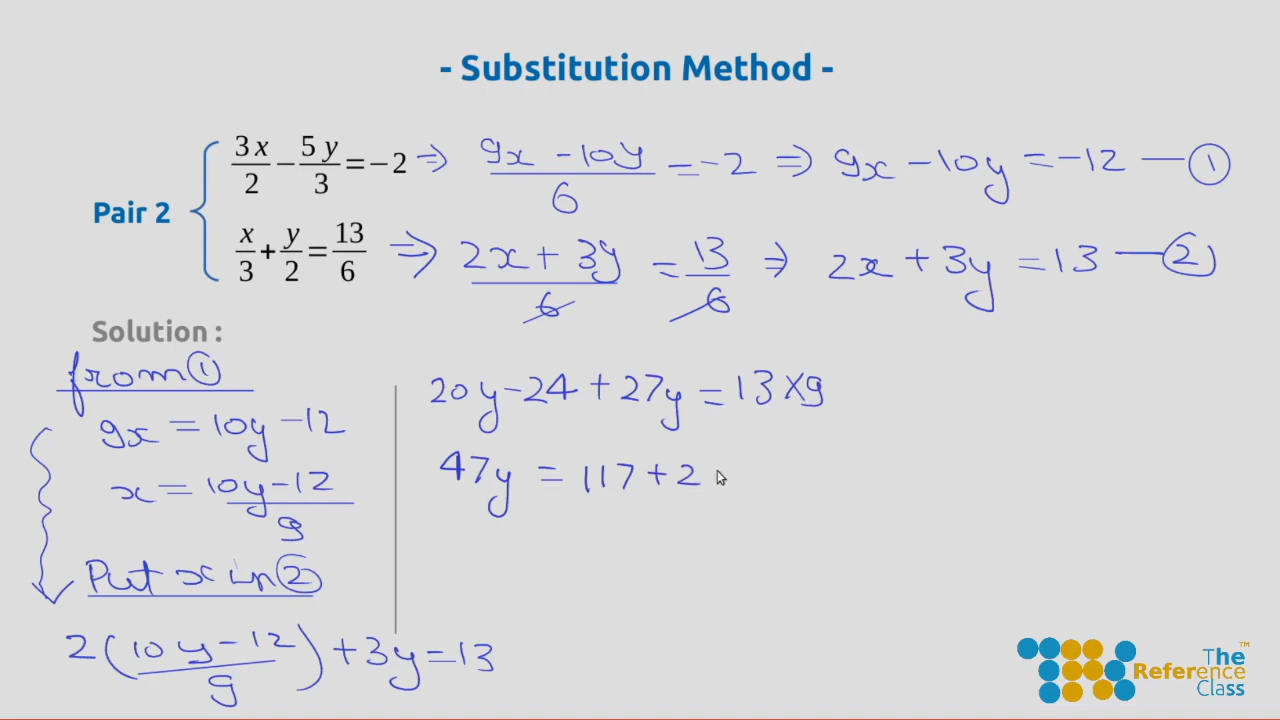 - Substitution Method -
3x/2 − 5y/3 = −2 ⇒ 9x − 10y/6 = −2 ⇒ 9x − 10y = −12 — ①
Pair 2
x/3 + y/2 = 13/6 ⇒ 2x + 3y/6 = 13/6 ⇒ 2x + 3y = 13 — ②
Solution :
from ①
9x = 10y − 12
x = 10y − 12/9
Put x in ②
2(10y − 12/9) + 3y = 13
20y − 24 + 27y = 13 × 9
47y = 117 + 2
The
Reference
Class
TM